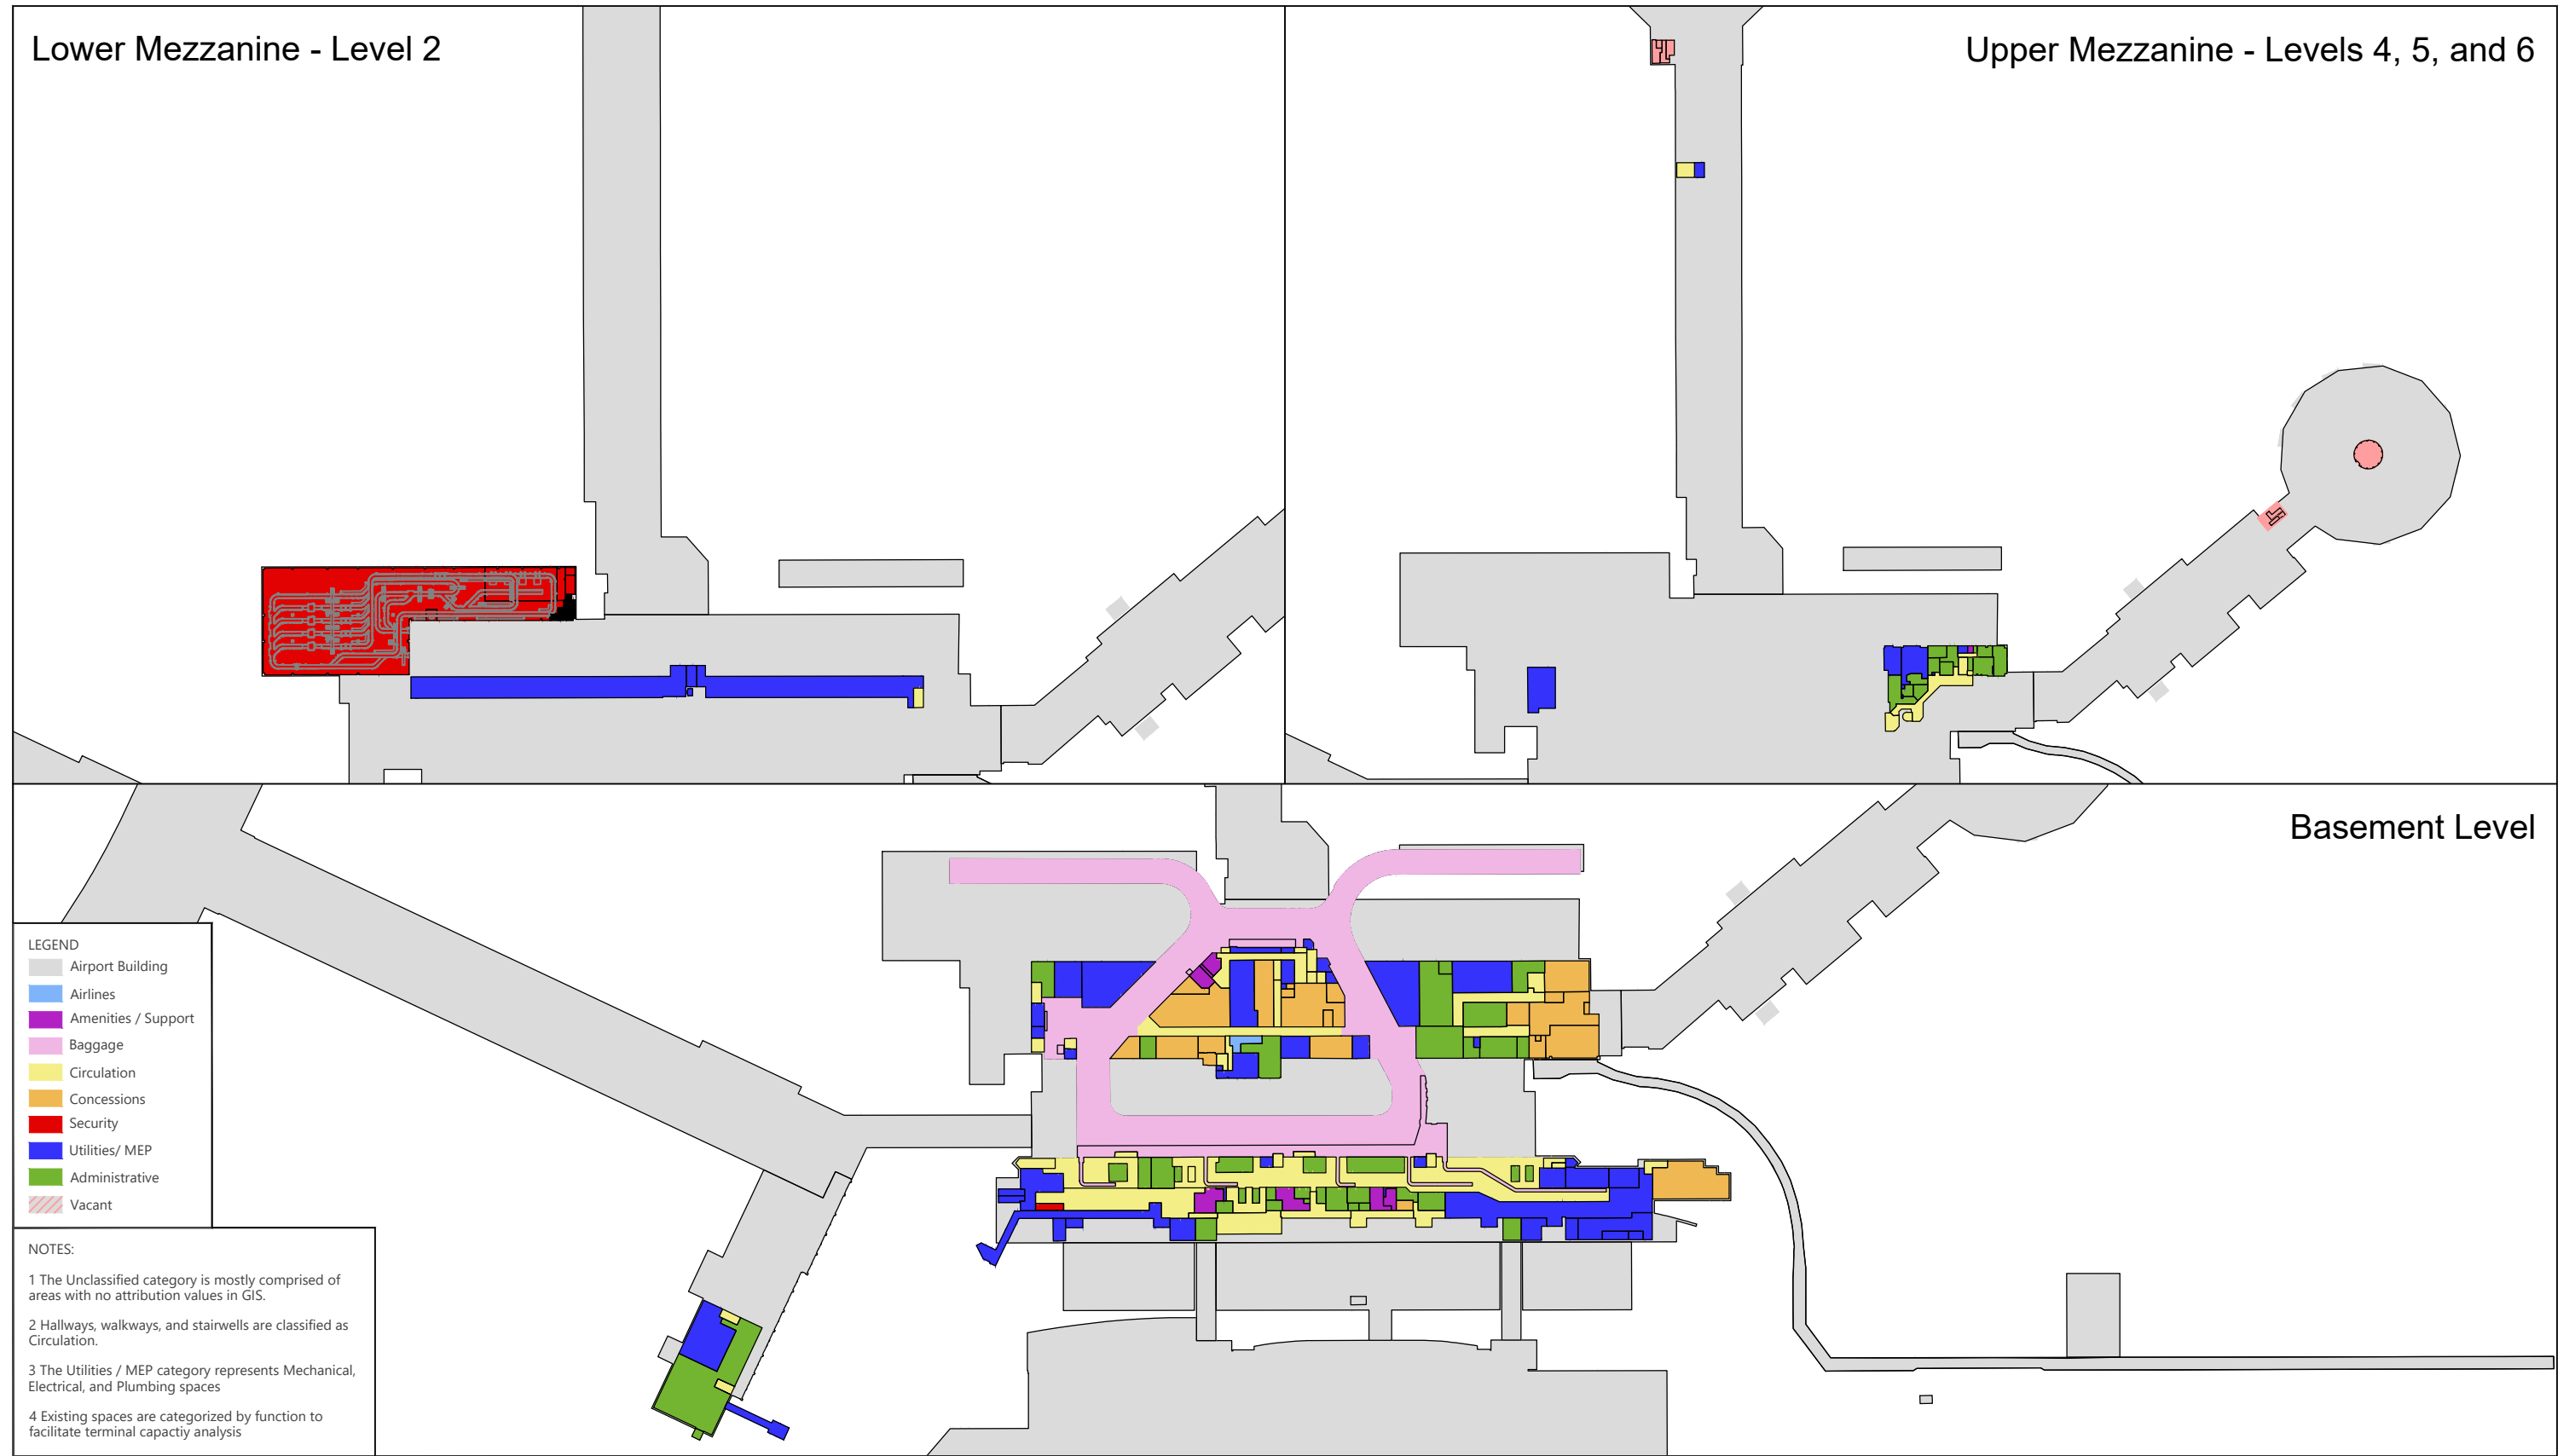 Lower Mezzanine - Level 2
Upper Mezzanine - Levels 4, 5, and 6
Basement Level
LEGEND
Airport Building
Airlines
Amenities / Support
Baggage
Circulation
Concessions
Security
Utilities/ MEP
Administrative
Vacant
NOTES:
1 The Unclassified category is mostly comprised of
areas with no attribution values in GIS.
2 Hallways, walkways, and stairwells are classified as
Circulation.
3 The Utilities / MEP category represents Mechanical,
Electrical, and Plumbing spaces
4 Existing spaces are categorized by function to
facilitate terminal capactiy analysis